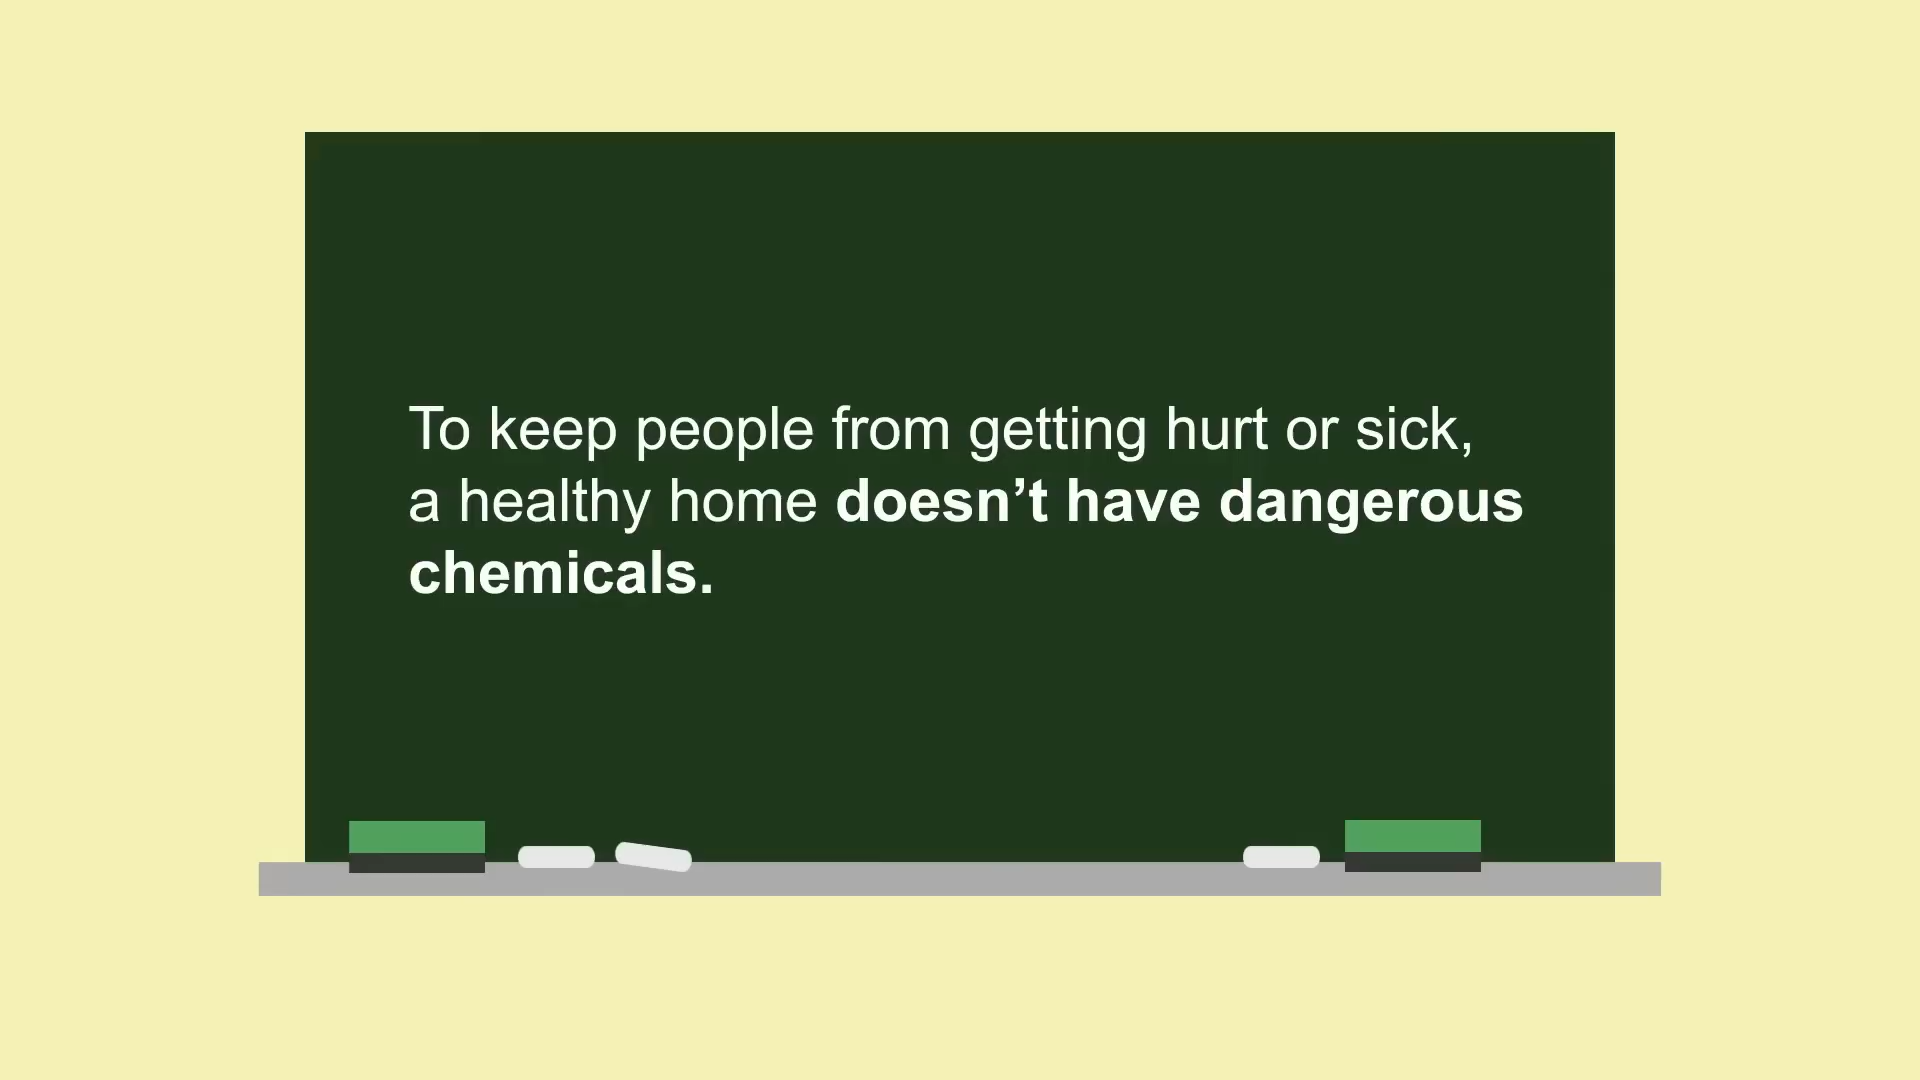 To keep people from getting hurt or sick,
a healthy home doesn’t have dangerous
chemicals.